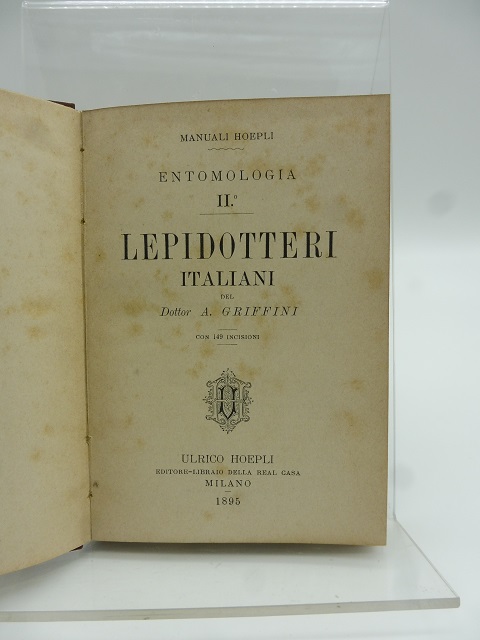 MANUALI HOEPLI
ENTOMOLOGIA
II.º
LEPIDOTTERI
ITALIANI
DEL
Dottor A. GRIFFINI
CON 149 INCISIONI
ULRICO HOEPLI
EDITORE-LIBRAIO DELLA REAL CASA
MILANO
1895